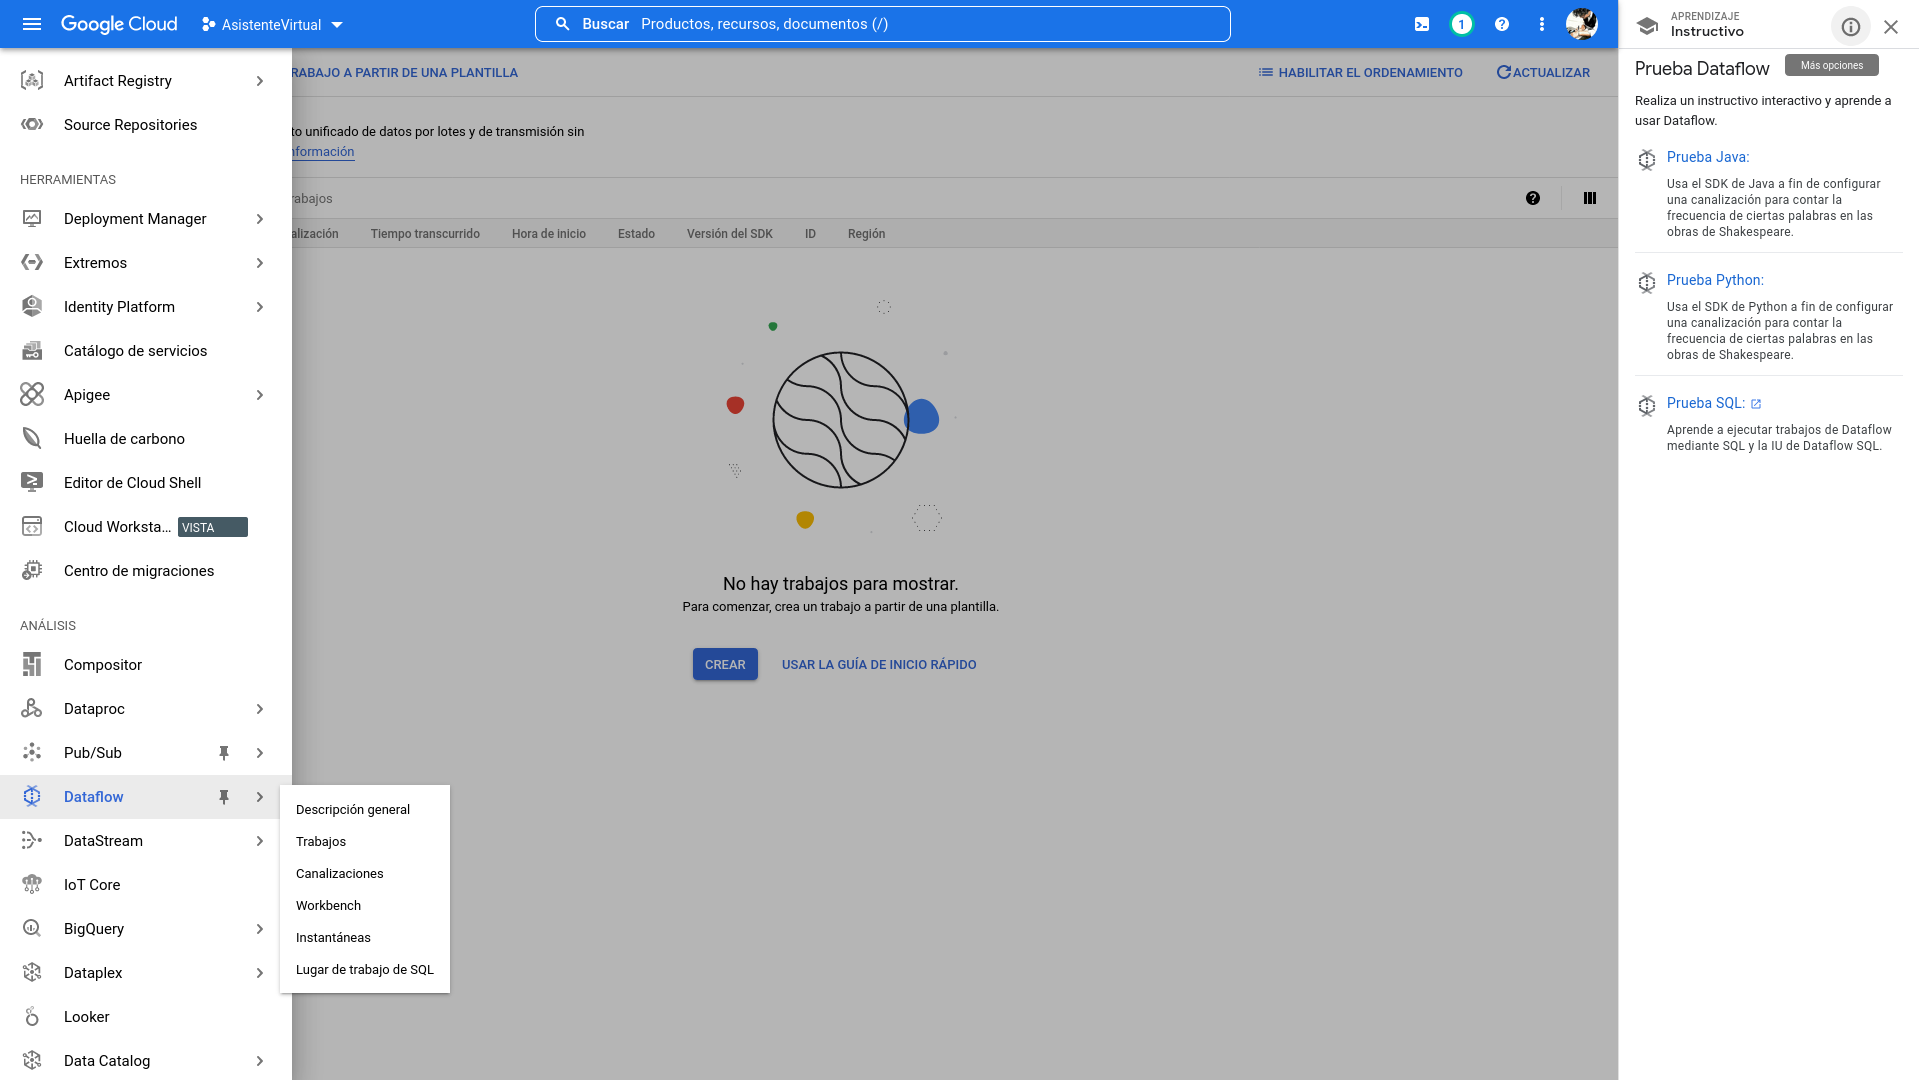 Google Cloud
AsistenteVirtual
Buscar Productos, recursos, documentos (/)
1
APRENDIZAJE
Instructivo
Más opciones
Artifact Registry
Source Repositories
HERRAMIENTAS
Deployment Manager
Extremos
Identity Platform
Catálogo de servicios
Apigee
Huella de carbono
Editor de Cloud Shell
Cloud Worksta... VISTA
Centro de migraciones
ANÁLISIS
Compositor
Dataproc
Pub/Sub
Dataflow
DataStream
IoT Core
BigQuery
Dataplex
Looker
Data Catalog
Descripción general
Trabajos
Canalizaciones
Workbench
Instantáneas
Lugar de trabajo de SQL
RABAJO A PARTIR DE UNA PLANTILLA
HABILITAR EL ORDENAMIENTO
ACTUALIZAR
to unificado de datos por lotes y de transmisión sin
nformación
rabajos
alización Tiempo transcurrido Hora de inicio Estado Versión del SDK ID Región
No hay trabajos para mostrar.
Para comenzar, crea un trabajo a partir de una plantilla.
CREAR
USAR LA GUÍA DE INICIO RÁPIDO
Prueba Dataflow
Realiza un instructivo interactivo y aprende a
usar Dataflow.
Prueba Java:
Usa el SDK de Java a fin de configurar
una canalización para contar la
frecuencia de ciertas palabras en las
obras de Shakespeare.
Prueba Python:
Usa el SDK de Python a fin de configurar
una canalización para contar la
frecuencia de ciertas palabras en las
obras de Shakespeare.
Prueba SQL:
Aprende a ejecutar trabajos de Dataflow
mediante SQL y la IU de Dataflow SQL.